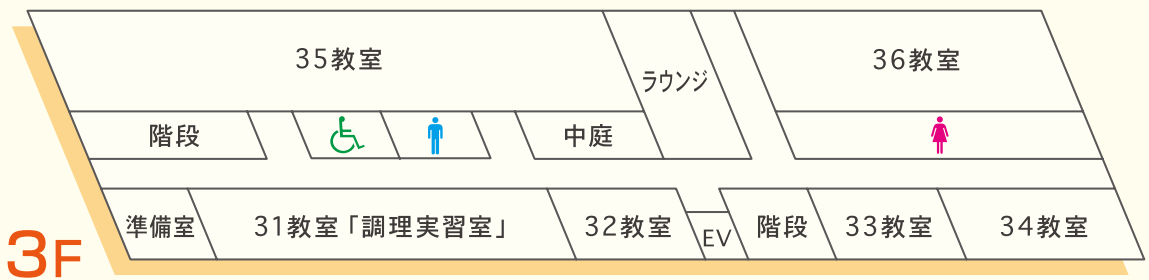 35教室
ラウンジ
36教室
階段
中庭
準備室
31教室「調理実習室」
32教室
EV
階段
33教室
34教室
3F